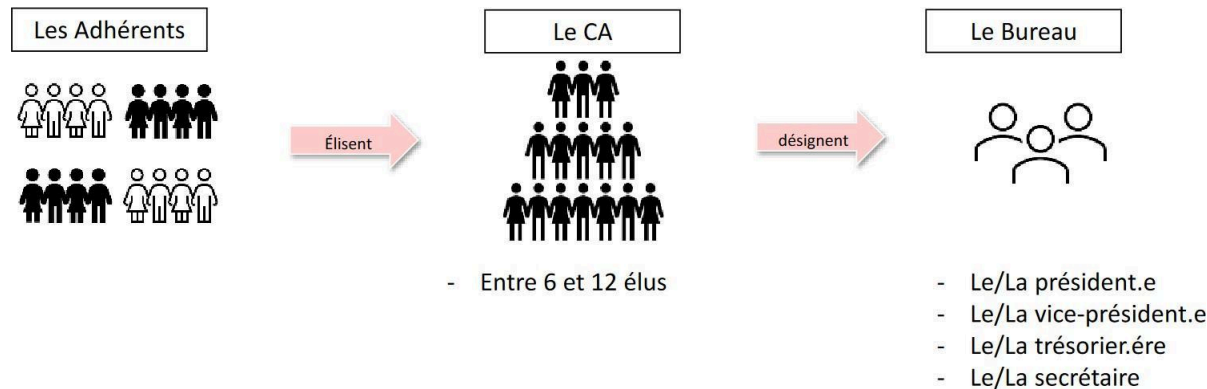 Les Adhérents
Élisent
Le CA
- Entre 6 et 12 élus
désignent
Le Bureau
- Le/La président.e
- Le/La vice-président.e
- Le/La trésorier.ére
- Le/La secrétaire